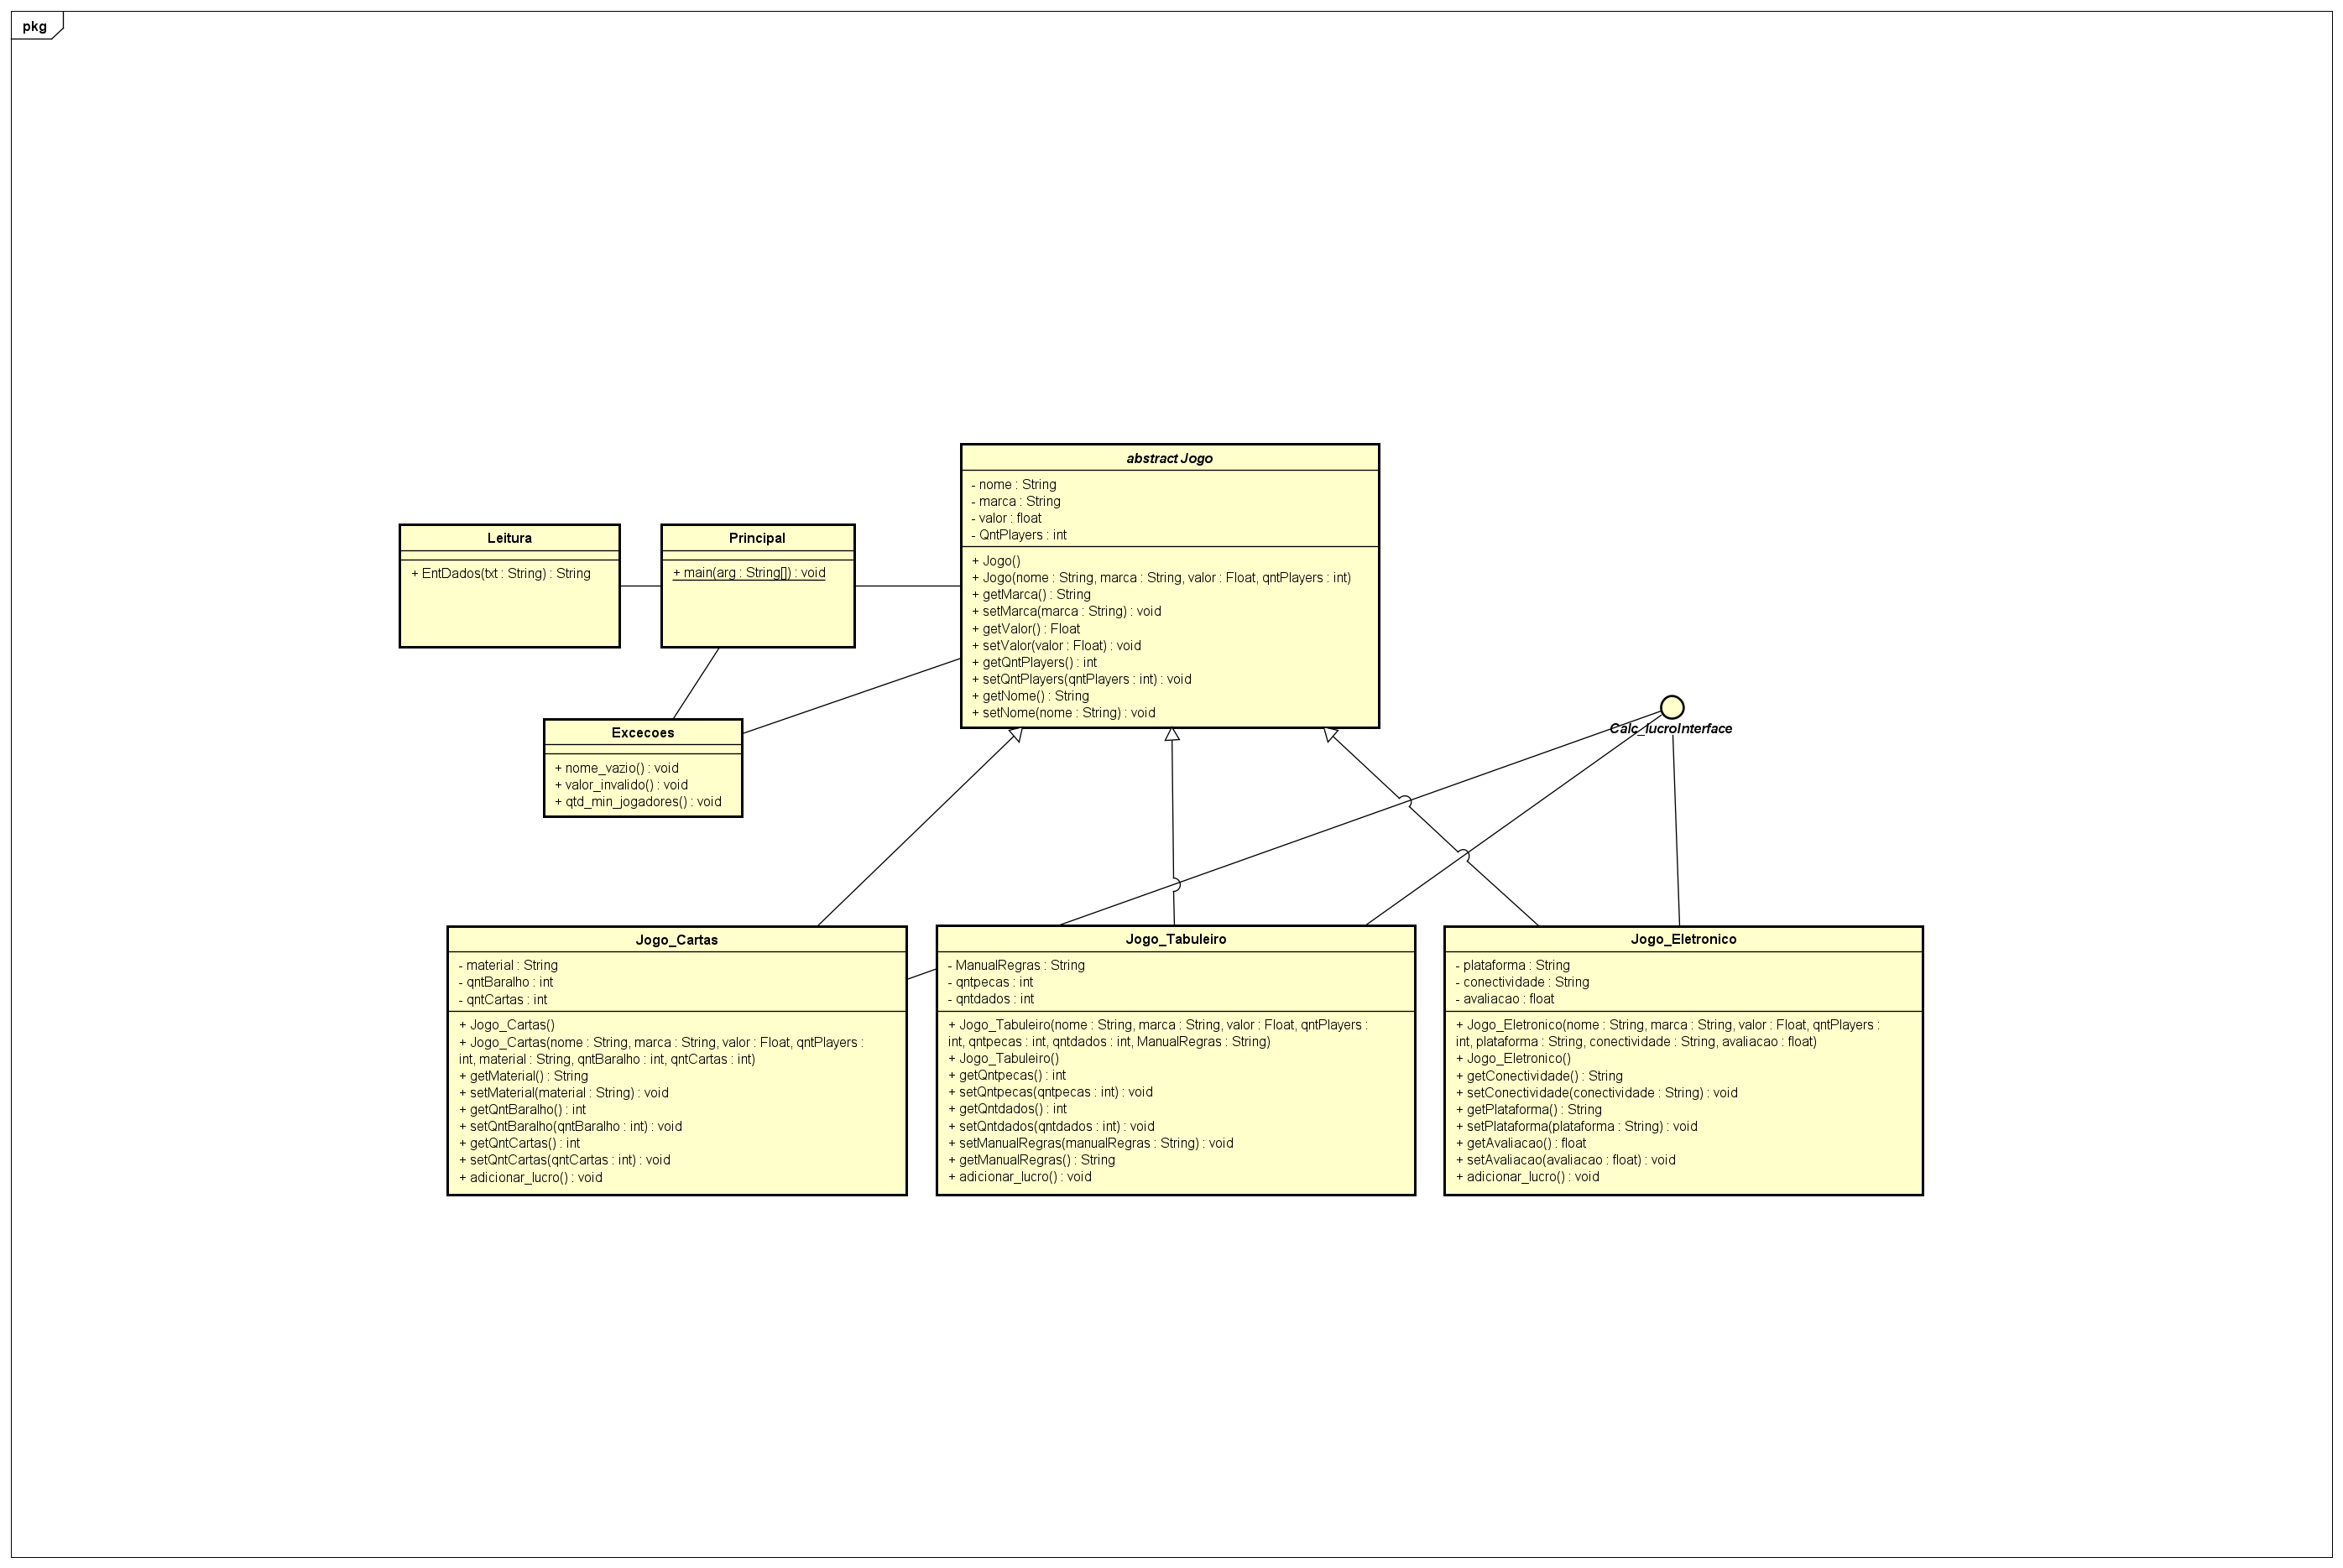 pkg
abstract Jogo
- nome : String
- marca : String
- valor : float
- QntPlayers : int
+ Jogo()
+ Jogo(nome : String, marca : String, valor : Float, qntPlayers : int)
+ getMarca() : String
+ setMarca(marca : String) : void
+ getValor() : Float
+ setValor(valor : Float) : void
+ getQntPlayers() : int
+ setQntPlayers(qntPlayers : int) : void
+ getNome() : String
+ setNome(nome : String) : void
Leitura
+ EntDados(txt : String) : String
Principal
+ main(arg : String[]) : void
Excecoes
+ nome_vazio() : void
+ valor_invalido() : void
+ qtd_min_jogadores() : void
Calc_lucroInterface
Jogo_Cartas
- material : String
- qntBaralho : int
- qntCartas : int
+ Jogo_Cartas()
+ Jogo_Cartas(nome : String, marca : String, valor : Float, qntPlayers :
int, material : String, qntBaralho : int, qntCartas : int)
+ getMaterial() : String
+ setMaterial(material : String) : void
+ getQntBaralho() : int
+ setQntBaralho(qntBaralho : int) : void
+ getQntCartas() : int
+ setQntCartas(qntCartas : int) : void
+ adicionar_lucro() : void
Jogo_Tabuleiro
- ManualRegras : String
- qntpecas : int
- qntdados : int
+ Jogo_Tabuleiro(nome : String, marca : String, valor : Float, qntPlayers :
int, qntpecas : int, qntdados : int, ManualRegras : String)
+ Jogo_Tabuleiro()
+ getQntpecas() : int
+ setQntpecas(qntpecas : int) : void
+ getQntdados() : int
+ setQntdados(qntdados : int) : void
+ setManualRegras(manualRegras : String) : void
+ getManualRegras() : String
+ adicionar_lucro() : void
Jogo_Eletronico
- plataforma : String
- conectividade : String
- avaliacao : float
+ Jogo_Eletronico(nome : String, marca : String, valor : Float, qntPlayers :
int, plataforma : String, conectividade : String, avaliacao : float)
+ Jogo_Eletronico()
+ getConectividade() : String
+ setConectividade(conectividade : String) : void
+ getPlataforma() : String
+ setPlataforma(plataforma : String) : void
+ getAvaliacao() : float
+ setAvaliacao(avaliacao : float) : void
+ adicionar_lucro() : void